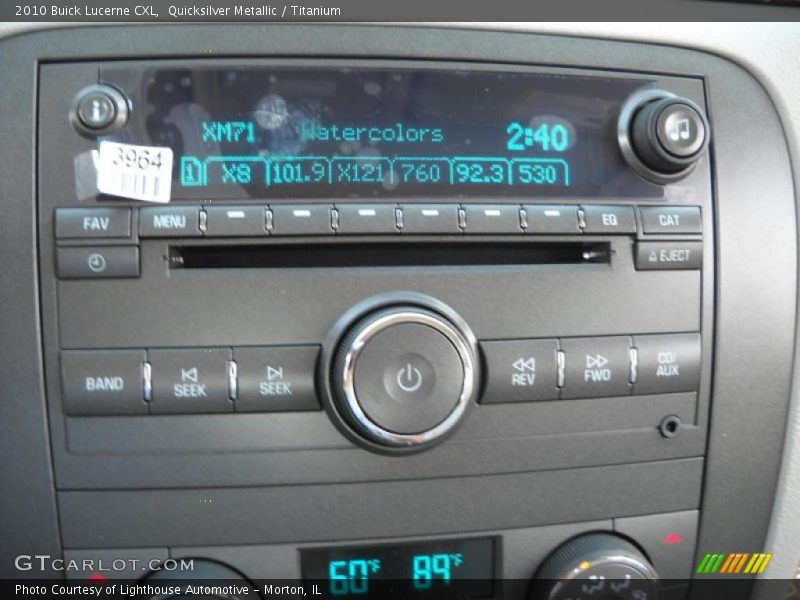 2010 Buick Lucerne CXL, Quicksilver Metallic / Titanium
i
XM71 Watercolors 2:40
3964
1 X8 101.9 X121 760 92.3 530
FAV MENU EQ CAT
EJECT
BAND SEEK SEEK REV FWD CD/
AUX
60°F 89°F
GTCARLOT.COM
Photo Courtesy of Lighthouse Automotive - Morton, IL